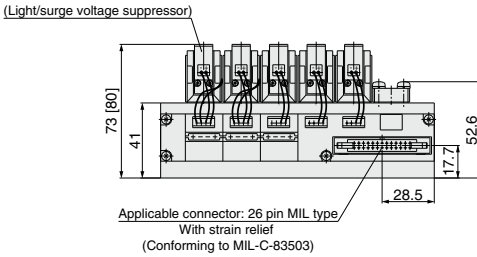 (Light/surge voltage suppressor)
73 [80]
41
52.6
17.7
28.5
Applicable connector: 26 pin MIL type
With strain relief
(Conforming to MIL-C-83503)